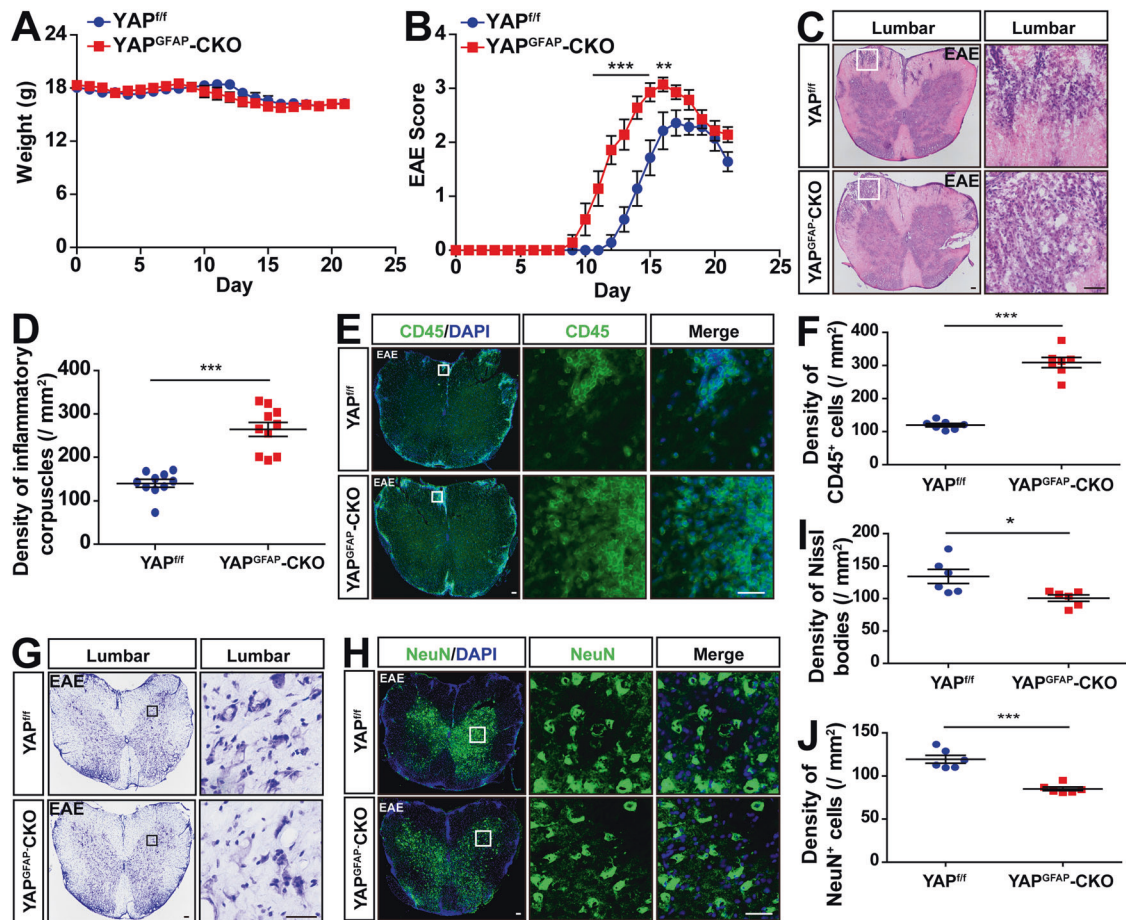 A
YAPf/f
YAPGFAP-CKO
Weight (g)
24
18
12
6
0
0 5 10 15 20 25
Day
B
YAPf/f
YAPGFAP-CKO
EAE Score
4
3
2
1
0
*** **
0 5 10 15 20 25
Day
C
Lumbar Lumbar
YAPf/f
EAE
YAPGFAP-CKO
EAE
D
Density of inflammatory
corpuscles (/ mm2)
400
300
200
100
0
***
YAPf/f YAPGFAP-CKO
E
CD45/DAPI CD45 Merge
YAPf/f
EAE
YAPGFAP-CKO
F
Density of
CD45+ cells (/ mm2)
400
300
200
100
0
***
YAPf/f YAPGFAP-CKO
G
Lumbar Lumbar
YAPf/f
EAE
YAPGFAP-CKO
EAE
H
NeuN/DAPI NeuN Merge
YAPf/f
EAE
YAPGFAP-CKO
EAE
I
Density of Nissl
bodies (/ mm2)
200
150
100
50
0
*
YAPf/f YAPGFAP-CKO
J
Density of
NeuN+ cells (/ mm2)
150
100
50
0
***
YAPf/f YAPGFAP-CKO